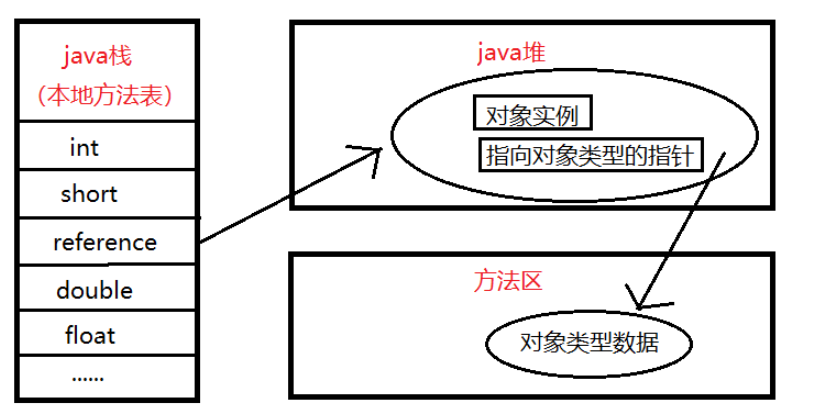 java栈
(本地方法表)
int
short
reference
double
float
......
java堆
对象实例
指向对象类型的指针
方法区
对象类型数据